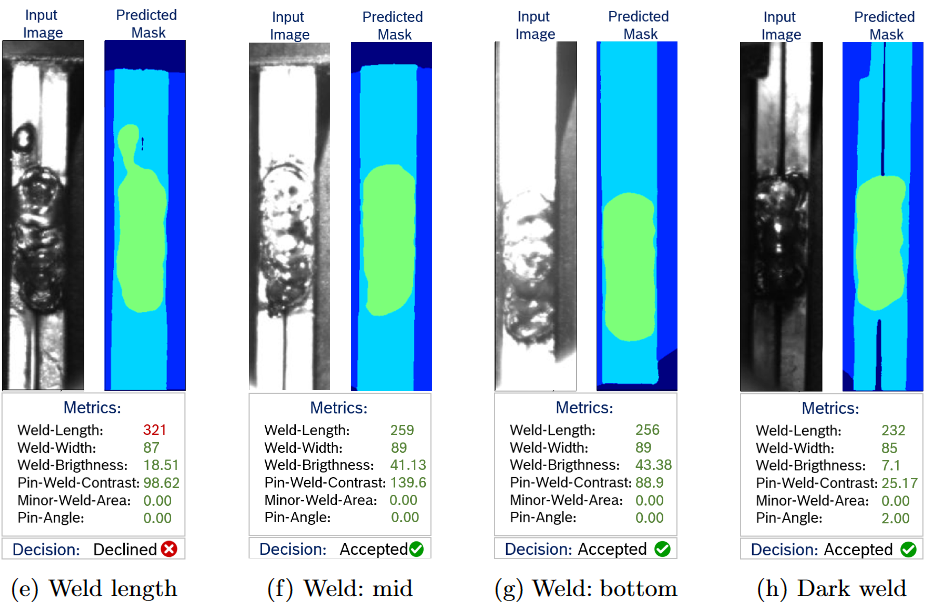 Input Image Predicted Mask
Input Image Predicted Mask
Input Image Predicted Mask
Input Image Predicted Mask
Metrics:
Weld-Length: 321
Weld-Width: 87
Weld-Brigthness: 18.51
Pin-Weld-Contrast: 98.62
Minor-Weld-Area: 0.00
Pin-Angle: 0.00
Decision: Declined
(e) Weld length
Metrics:
Weld-Length: 259
Weld-Width: 89
Weld-Brigthness: 41.13
Pin-Weld-Contrast: 139.6
Minor-Weld-Area: 0.00
Pin-Angle: 0.00
Decision: Accepted
(f) Weld: mid
Metrics:
Weld-Length: 256
Weld-Width: 89
Weld-Brigthness: 43.38
Pin-Weld-Contrast: 88.9
Minor-Weld-Area: 0.00
Pin-Angle: 0.00
Decision: Accepted
(g) Weld: bottom
Metrics:
Weld-Length: 232
Weld-Width: 85
Weld-Brigthness: 7.1
Pin-Weld-Contrast: 25.17
Minor-Weld-Area: 0.00
Pin-Angle: 2.00
Decision: Accepted
(h) Dark weld